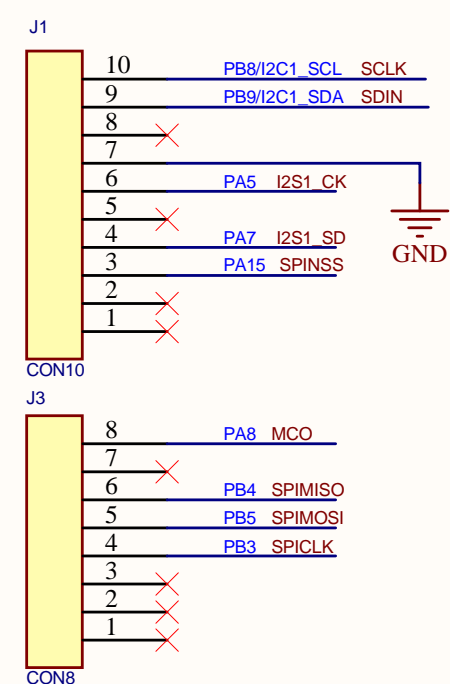 J1
10 PB8/I2C1_SCL SCLK
9 PB9/I2C1_SDA SDIN
8
7
6 PA5 I2S1_CK
5
4 PA7 I2S1_SD
GND
3 PA15 SPINSS
2
1
CON10
J3
8 PA8 MCO
7
6 PB4 SPIMISO
5 PB5 SPIMOSI
4 PB3 SPICLK
3
2
1
CON8